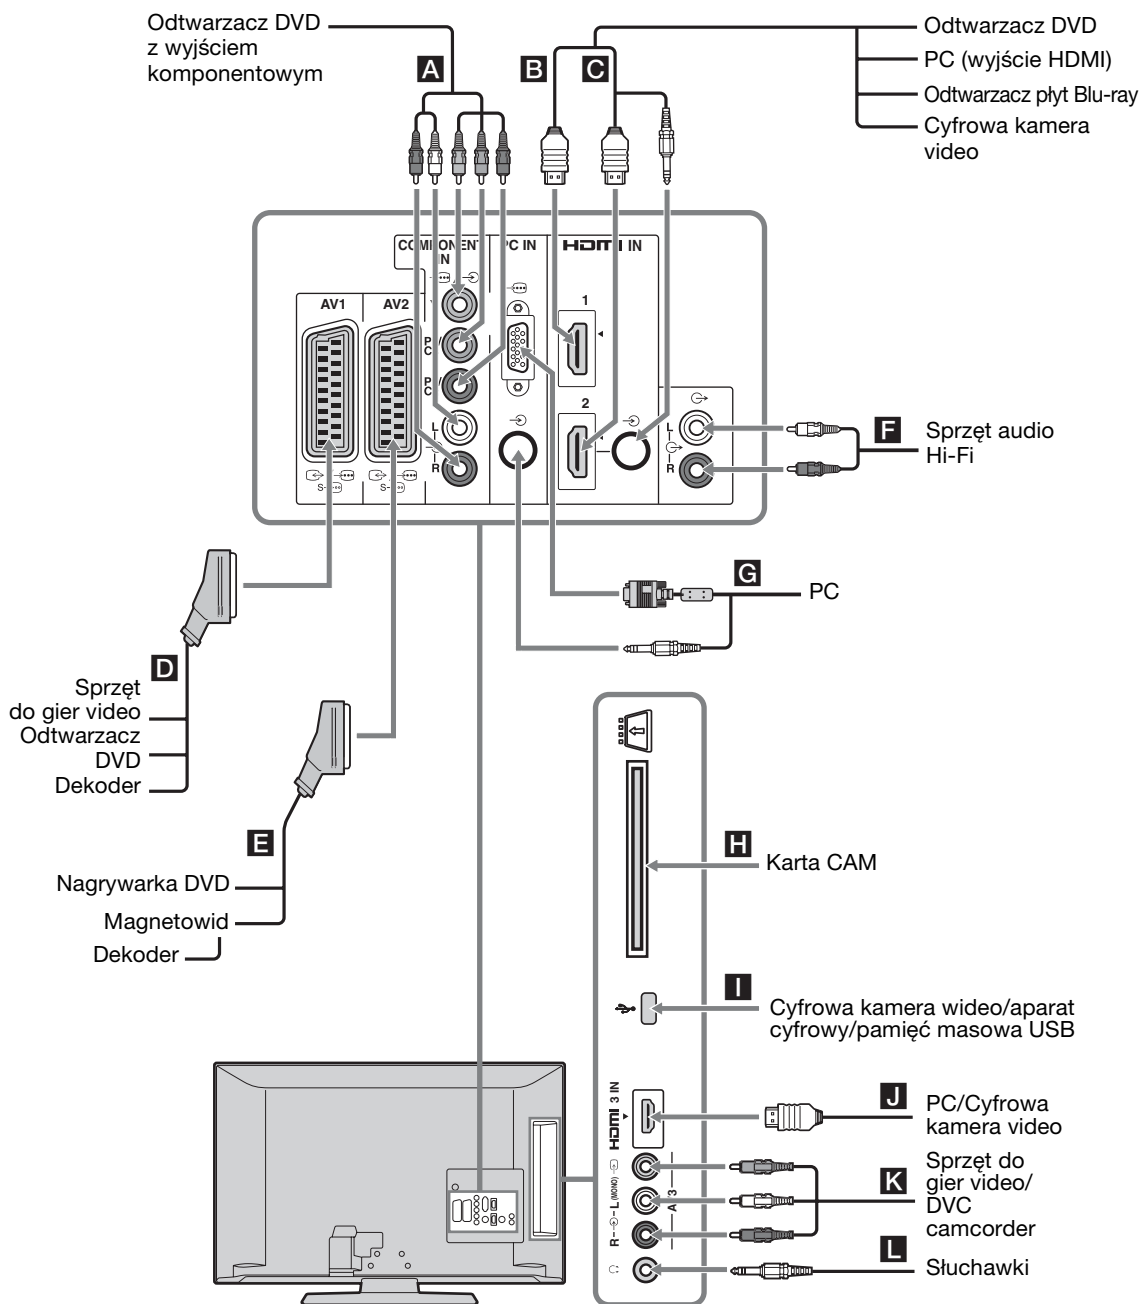 Odtwarzacz DVD
z wyjściem
komponentowym
A
B
C
Odtwarzacz DVD
PC (wyjście HDMI)
Odtwarzacz płyt Blu-ray
Cyfrowa kamera
video
COMPONENT
IN
PC IN
HDMI IN
AV1
AV2
1
2
L
R
L
R
S
S
F
Sprzęt audio
Hi-Fi
G
PC
D
Sprzęt
do gier video
Odtwarzacz
DVD
Dekoder
E
Nagrywarka DVD
Magnetowid
Dekoder
H
Karta CAM
I
Cyfrowa kamera wideo/aparat
cyfrowy/pamięć masowa USB
HDMI 3 IN
J
PC/Cyfrowa
kamera video
R
L (MONO)
K
Sprzęt do
gier video/
DVC
camcorder
L
Słuchawki